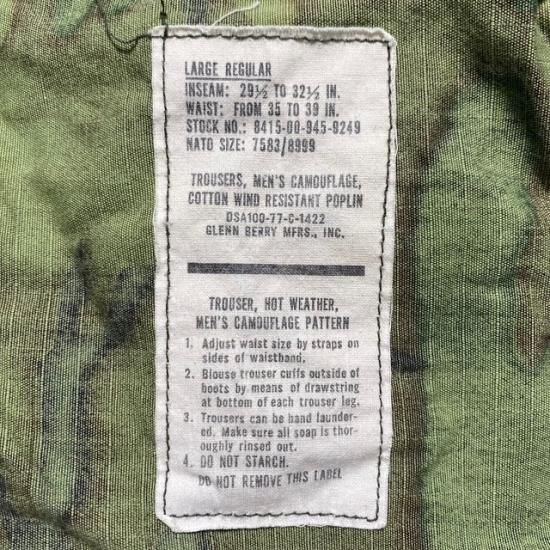 LARGE REGULAR
INSEAM: 29½ TO 32½ IN.
WAIST: FROM 35 TO 39 IN.
STOCK NO.: 8415-00-945-9249
NATO SIZE: 7583/8999
TROUSERS, MEN'S CAMOUFLAGE,
COTTON WIND RESISTANT POPLIN
DSA100-77-C-1422
GLENN BERRY MFRS., INC.
TROUSER, HOT WEATHER,
MEN'S CAMOUFLAGE PATTERN
1. Adjust waist size by straps on
sides of waistband.
2. Blouse trouser cuffs outside of
boots by means of drawstring
at bottom of each trouser leg.
3. Trousers can be hand launder-
ed. Make sure all soap is thor-
oughly rinsed out.
4. DO NOT STARCH.
DO NOT REMOVE THIS LABEL